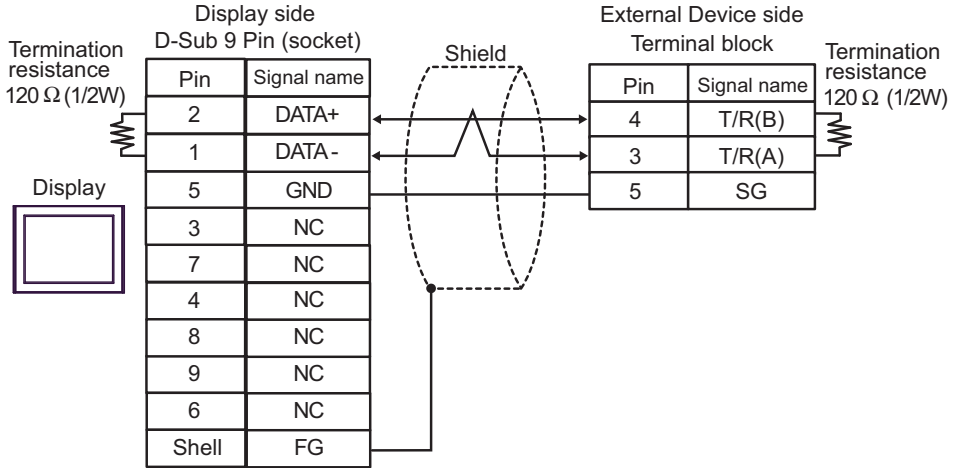 Display side
D-Sub 9 Pin (socket)
External Device side
Terminal block
Termination
resistance
120 Ω (1/2W)
Shield
Termination
resistance
120 Ω (1/2W)
Pin Signal name
2 DATA+
1 DATA-
5 GND
3 NC
7 NC
4 NC
8 NC
9 NC
6 NC
Shell FG
Display
Pin Signal name
4 T/R(B)
3 T/R(A)
5 SG